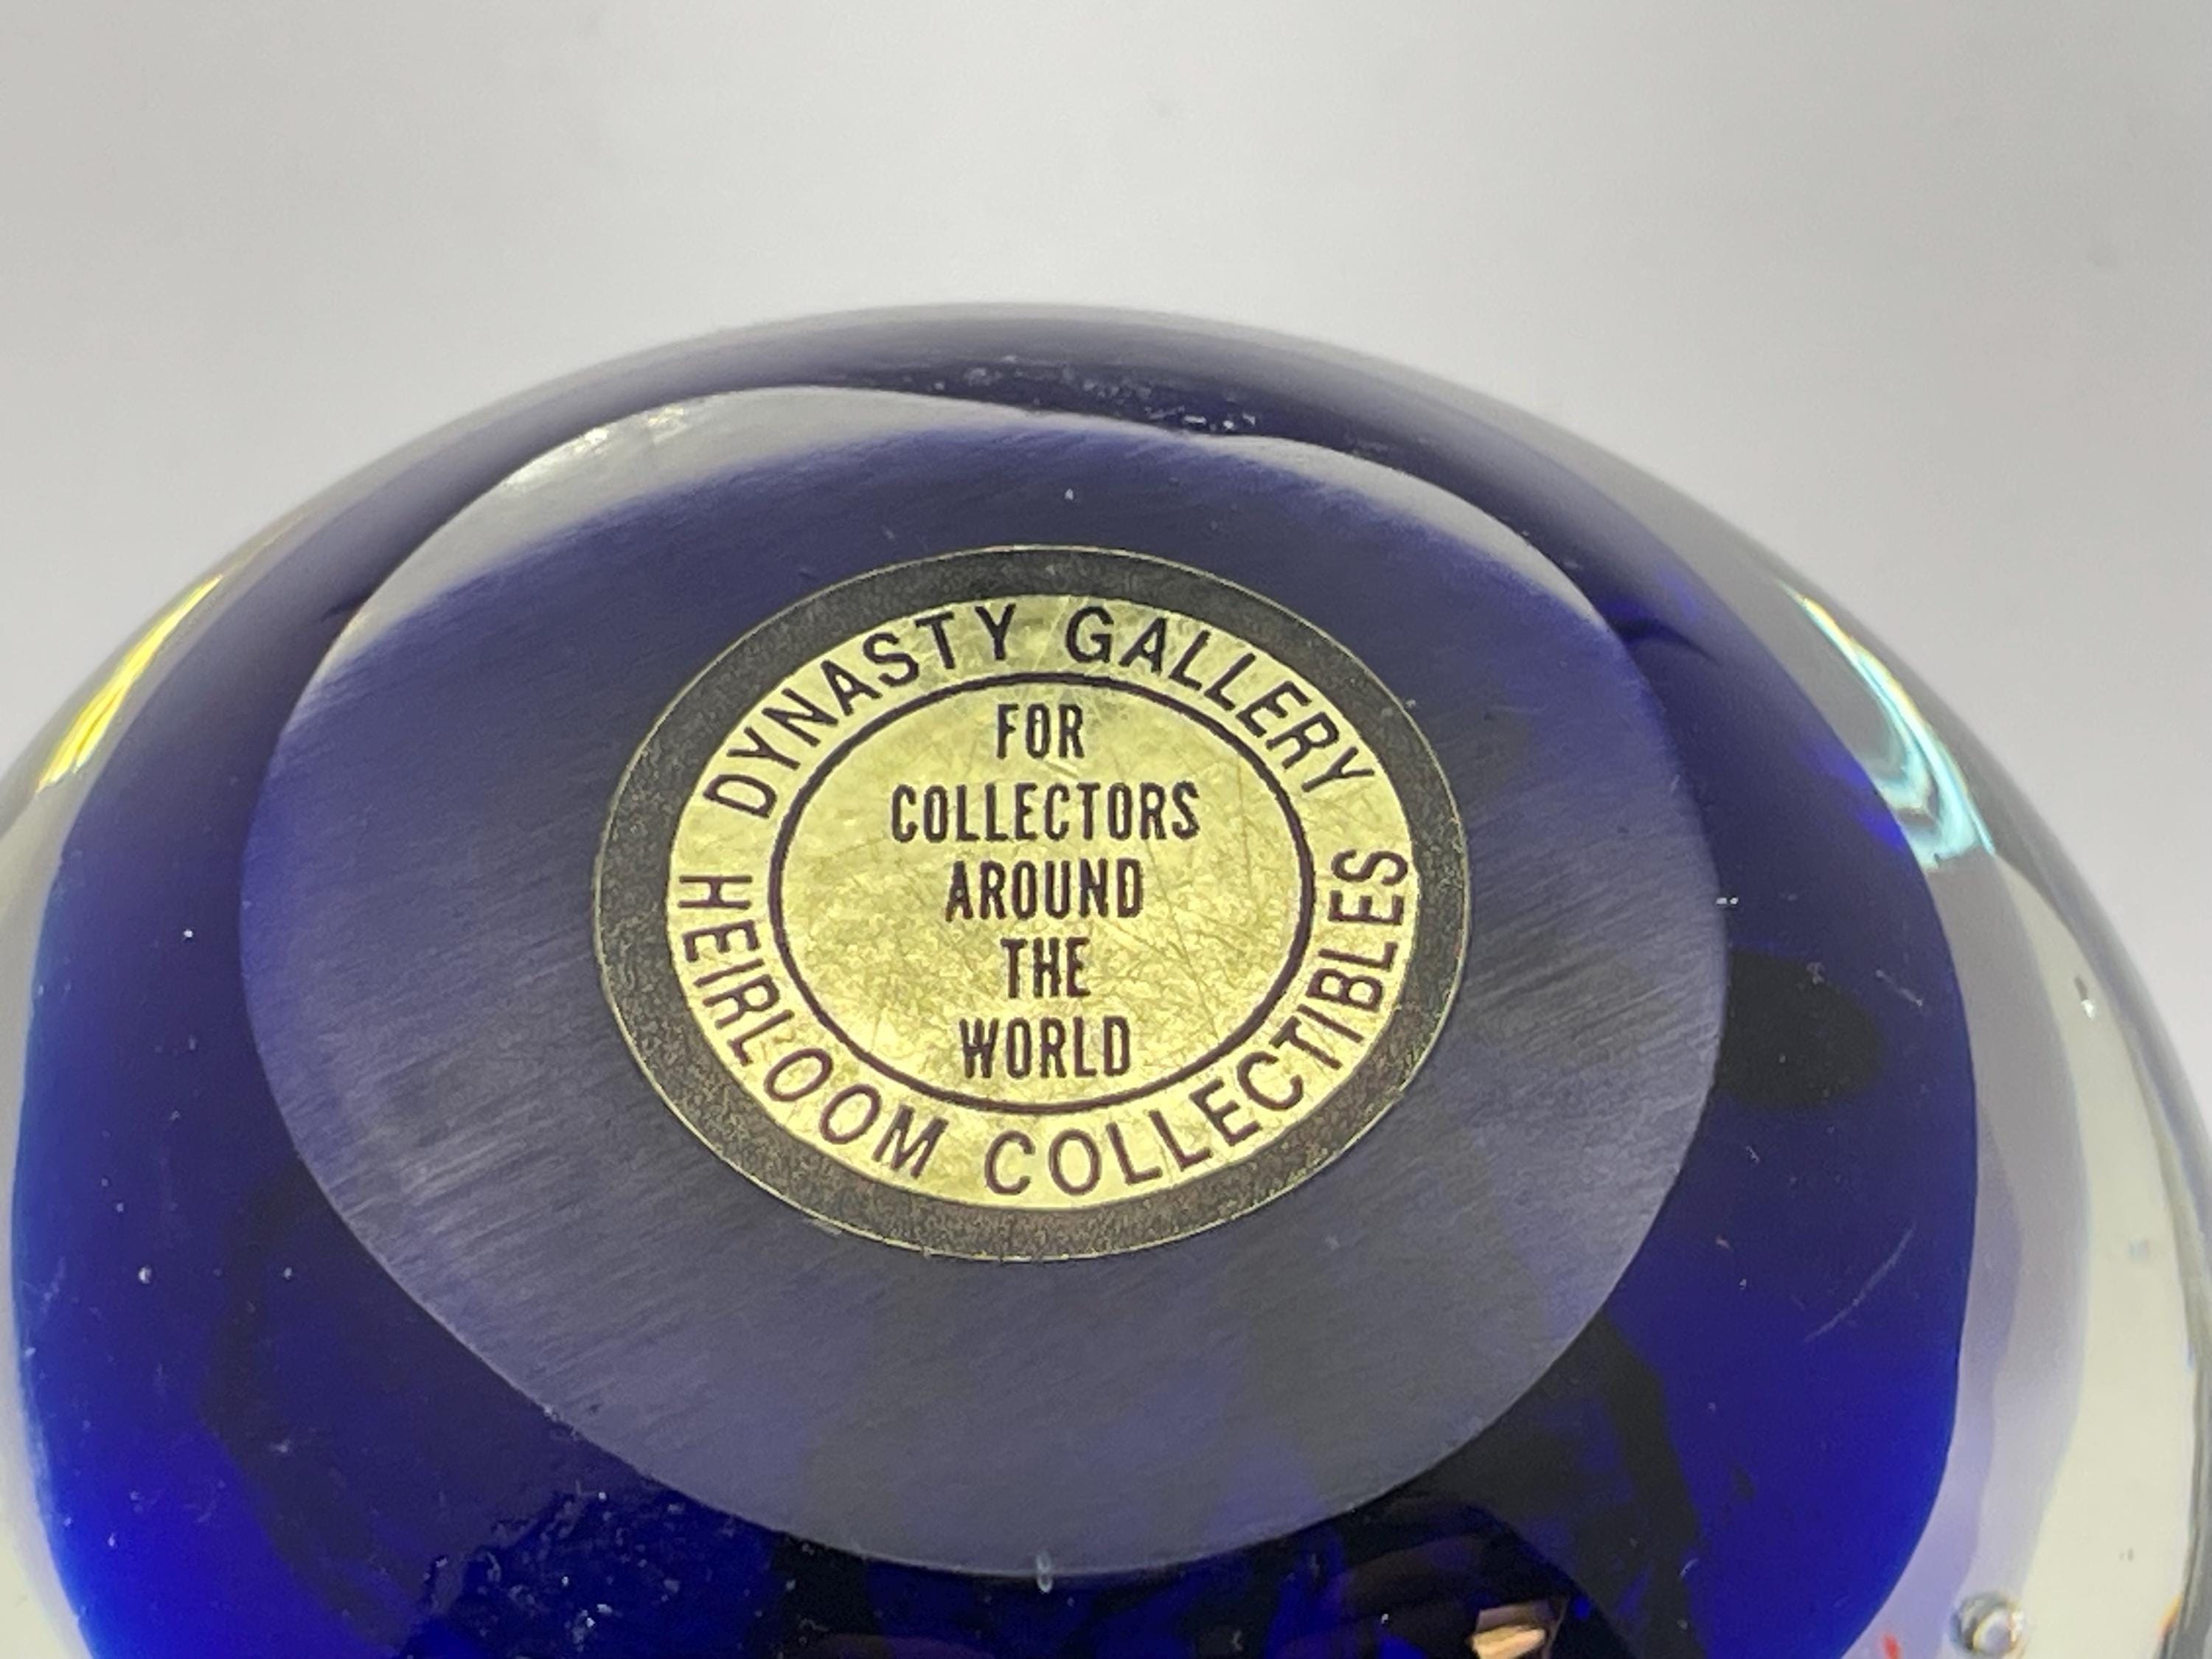 DYNASTY GALLERY
FOR
COLLECTORS
AROUND
THE
WORLD
HEIRLOOM COLLECTIBLES